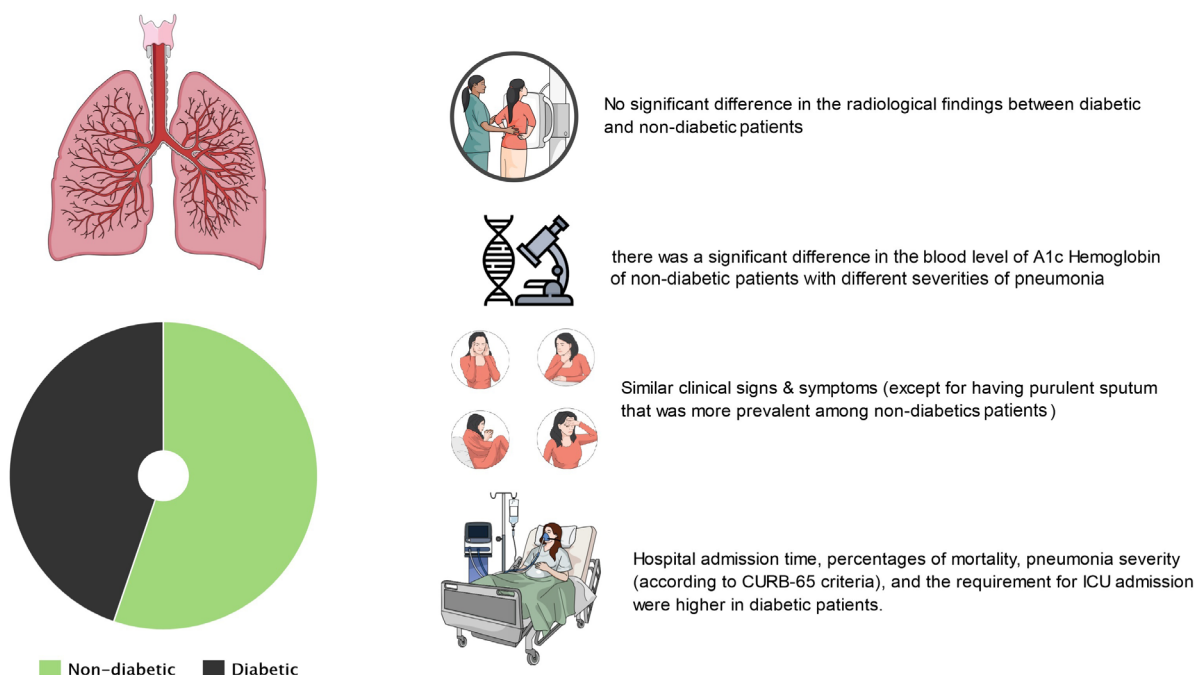 No significant difference in the radiological findings between diabetic
and non-diabetic patients
there was a significant difference in the blood level of A1c Hemoglobin
of non-diabetic patients with different severities of pneumonia
Similar clinical signs & symptoms (except for having purulent sputum
that was more prevalent among non-diabetics patients )
Hospital admission time, percentages of mortality, pneumonia severity
(according to CURB-65 criteria), and the requirement for ICU admission
were higher in diabetic patients.
Non-diabetic Diabetic